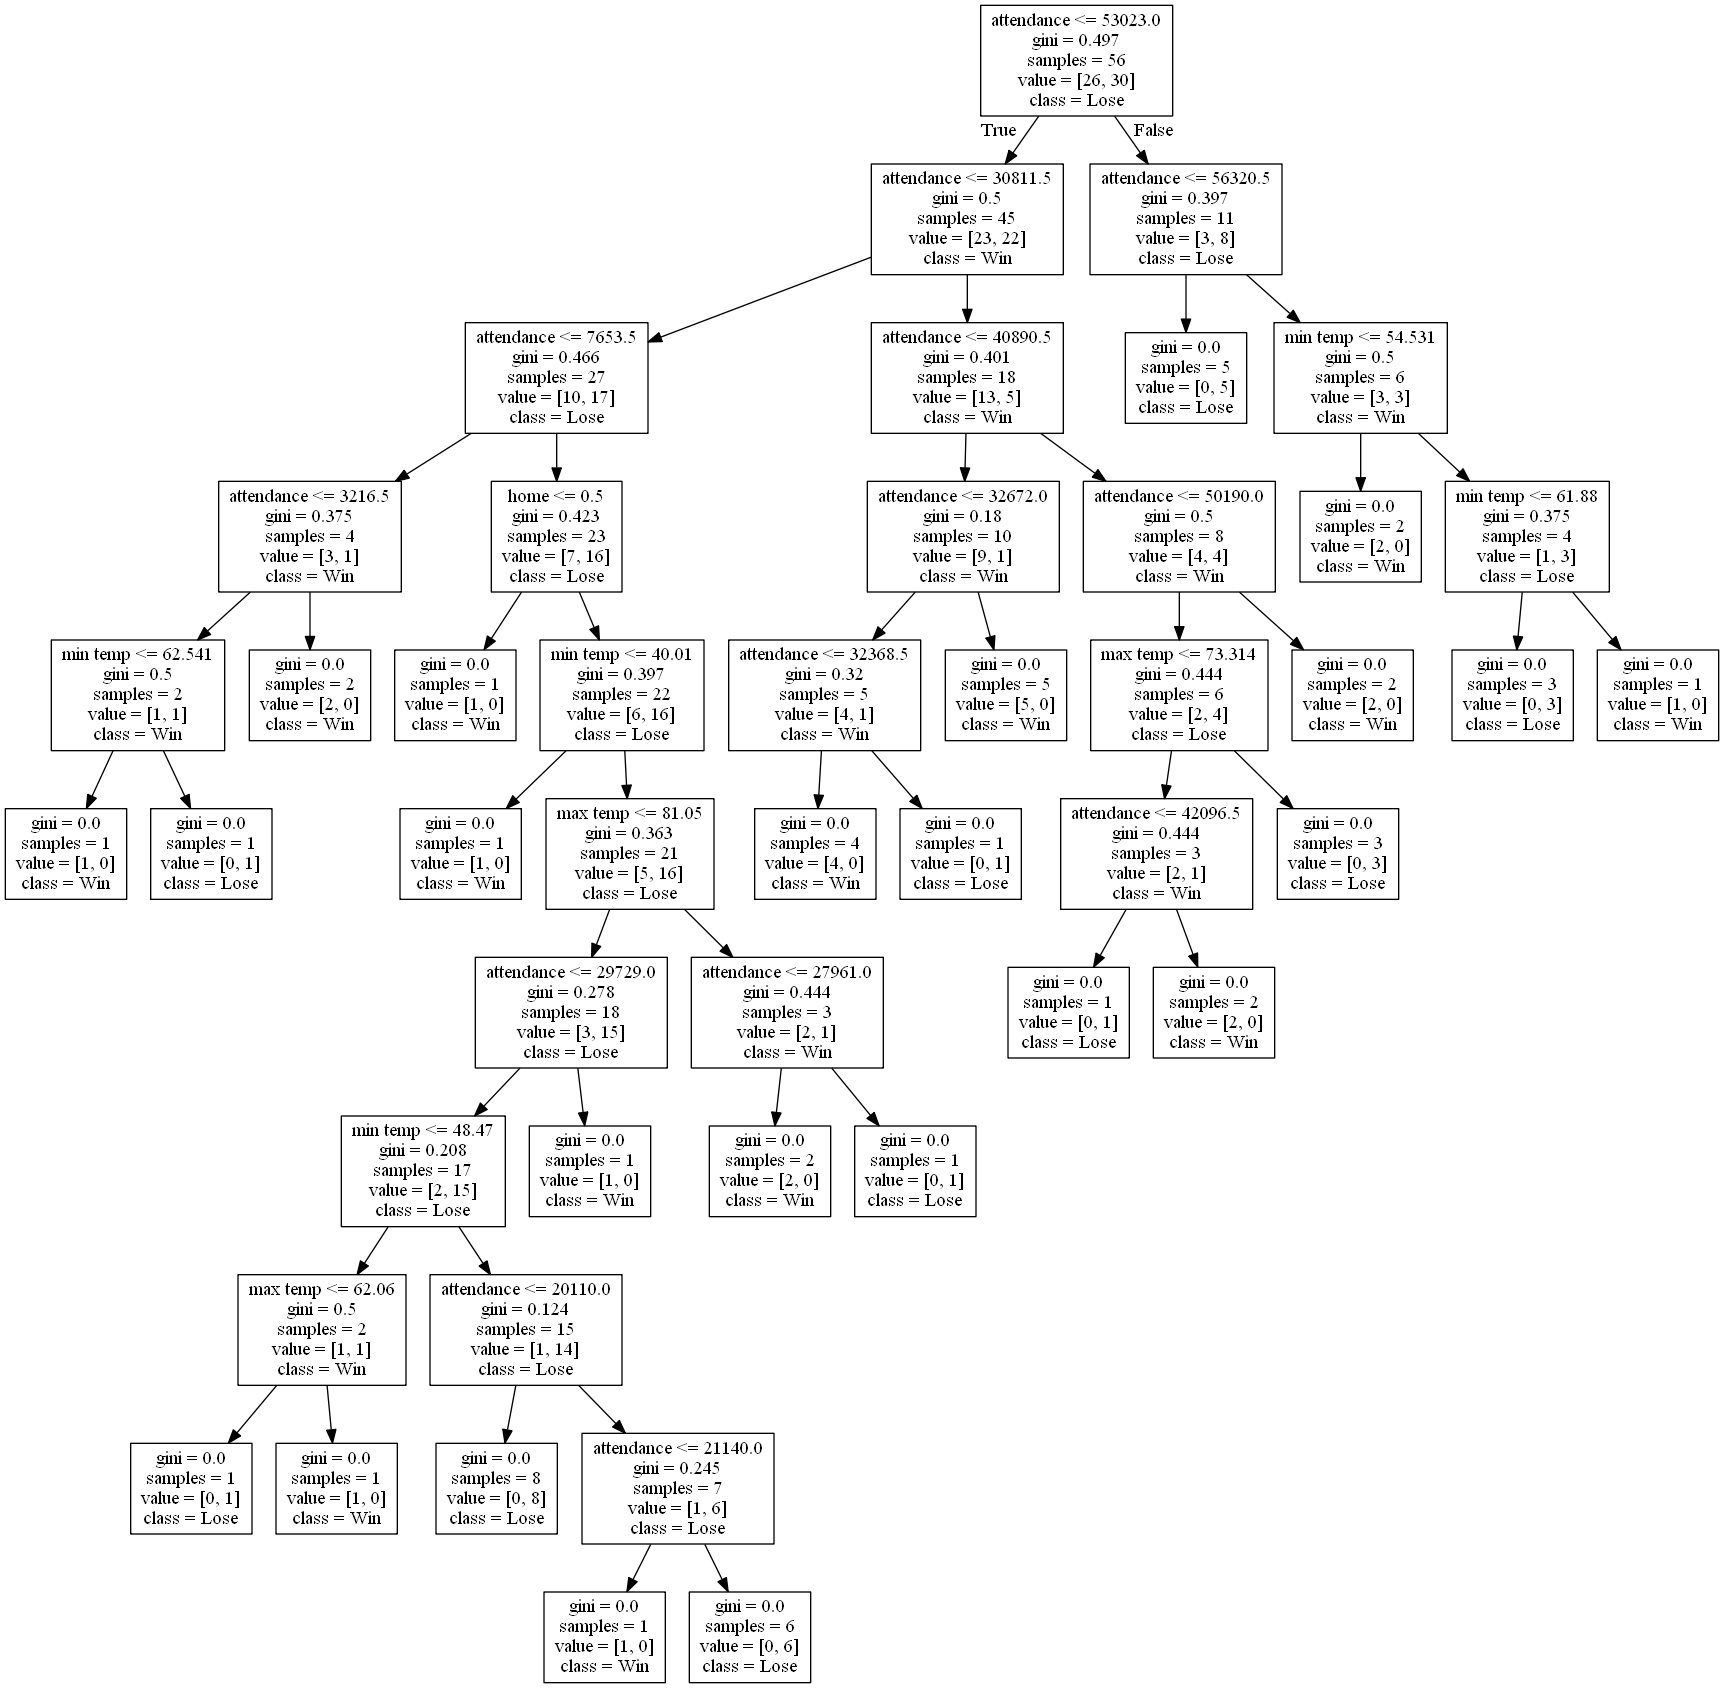 attendance <= 53023.0
gini = 0.497
samples = 56
value = [26, 30]
class = Lose
True
False
attendance <= 30811.5
gini = 0.5
samples = 45
value = [23, 22]
class = Win
attendance <= 56320.5
gini = 0.397
samples = 11
value = [3, 8]
class = Lose
attendance <= 7653.5
gini = 0.466
samples = 27
value = [10, 17]
class = Lose
attendance <= 40890.5
gini = 0.401
samples = 18
value = [13, 5]
class = Win
gini = 0.0
samples = 5
value = [0, 5]
class = Lose
min temp <= 54.531
gini = 0.5
samples = 6
value = [3, 3]
class = Win
attendance <= 3216.5
gini = 0.375
samples = 4
value = [3, 1]
class = Win
home <= 0.5
gini = 0.423
samples = 23
value = [7, 16]
class = Lose
attendance <= 32672.0
gini = 0.18
samples = 10
value = [9, 1]
class = Win
attendance <= 50190.0
gini = 0.5
samples = 8
value = [4, 4]
class = Win
gini = 0.0
samples = 2
value = [2, 0]
class = Win
min temp <= 61.88
gini = 0.375
samples = 4
value = [1, 3]
class = Lose
min temp <= 62.541
gini = 0.5
samples = 2
value = [1, 1]
class = Win
gini = 0.0
samples = 2
value = [2, 0]
class = Win
gini = 0.0
samples = 1
value = [1, 0]
class = Win
min temp <= 40.01
gini = 0.397
samples = 22
value = [6, 16]
class = Lose
attendance <= 32368.5
gini = 0.32
samples = 5
value = [4, 1]
class = Win
gini = 0.0
samples = 5
value = [5, 0]
class = Win
max temp <= 73.314
gini = 0.444
samples = 6
value = [2, 4]
class = Lose
gini = 0.0
samples = 2
value = [2, 0]
class = Win
gini = 0.0
samples = 3
value = [0, 3]
class = Lose
gini = 0.0
samples = 1
value = [1, 0]
class = Win
gini = 0.0
samples = 1
value = [1, 0]
class = Win
gini = 0.0
samples = 1
value = [0, 1]
class = Lose
gini = 0.0
samples = 1
value = [1, 0]
class = Win
max temp <= 81.05
gini = 0.363
samples = 21
value = [5, 16]
class = Lose
gini = 0.0
samples = 4
value = [4, 0]
class = Win
gini = 0.0
samples = 1
value = [0, 1]
class = Lose
attendance <= 42096.5
gini = 0.444
samples = 3
value = [2, 1]
class = Win
gini = 0.0
samples = 3
value = [0, 3]
class = Lose
attendance <= 29729.0
gini = 0.278
samples = 18
value = [3, 15]
class = Lose
attendance <= 27961.0
gini = 0.444
samples = 3
value = [2, 1]
class = Win
gini = 0.0
samples = 1
value = [0, 1]
class = Lose
gini = 0.0
samples = 2
value = [2, 0]
class = Win
min temp <= 48.47
gini = 0.208
samples = 17
value = [2, 15]
class = Lose
gini = 0.0
samples = 1
value = [1, 0]
class = Win
gini = 0.0
samples = 2
value = [2, 0]
class = Win
gini = 0.0
samples = 1
value = [0, 1]
class = Lose
max temp <= 62.06
gini = 0.5
samples = 2
value = [1, 1]
class = Win
attendance <= 20110.0
gini = 0.124
samples = 15
value = [1, 14]
class = Lose
gini = 0.0
samples = 1
value = [0, 1]
class = Lose
gini = 0.0
samples = 1
value = [1, 0]
class = Win
gini = 0.0
samples = 8
value = [0, 8]
class = Lose
attendance <= 21140.0
gini = 0.245
samples = 7
value = [1, 6]
class = Lose
gini = 0.0
samples = 1
value = [1, 0]
class = Win
gini = 0.0
samples = 6
value = [0, 6]
class = Lose